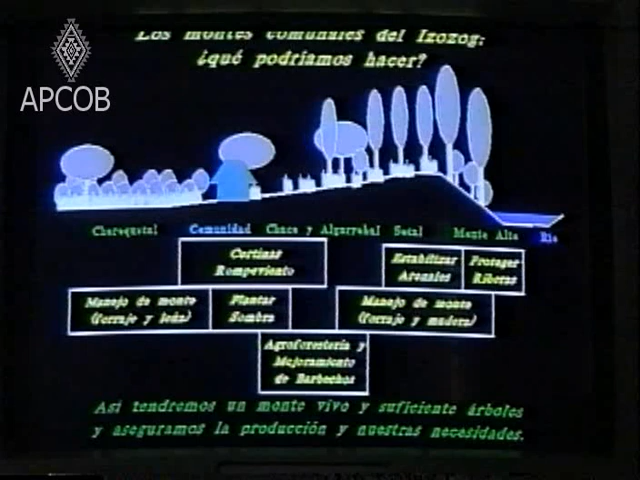 Los montes comunales del Izozog:
¿qué podríamos hacer?
APCOB
Charequetal Comunidad Chaco y Algarrobal Sotal Monte Alto Río
Cortinas
Rompeviento
Estabilizar
Arenales
Proteger
Riberas
Manejo de monte
(forraje y leña)
Plantar
Sombra
Manejo de monte
(forraje y madera)
Agroforestería y
Mejoramiento
de Barbechos
Así tendremos un monte vivo y suficiente árboles
y aseguramos la producción y nuestras necesidades.